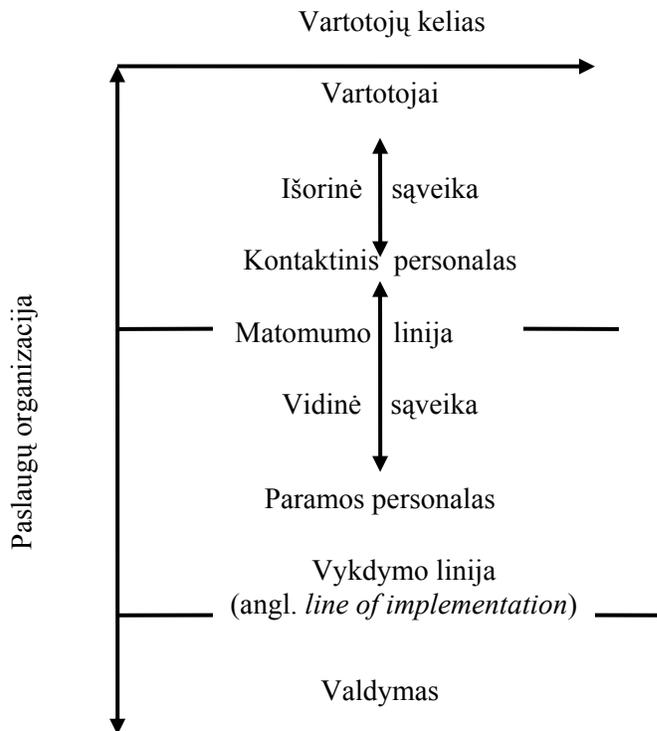 Vartotojų kelias
Vartotojai
Išorinė sąveika
Kontaktinis personalas
Matomumo linija
Vidinė sąveika
Paramos personalas
Vykdymo linija
(angl. line of implementation)
Valdymas
Paslaugų organizacija